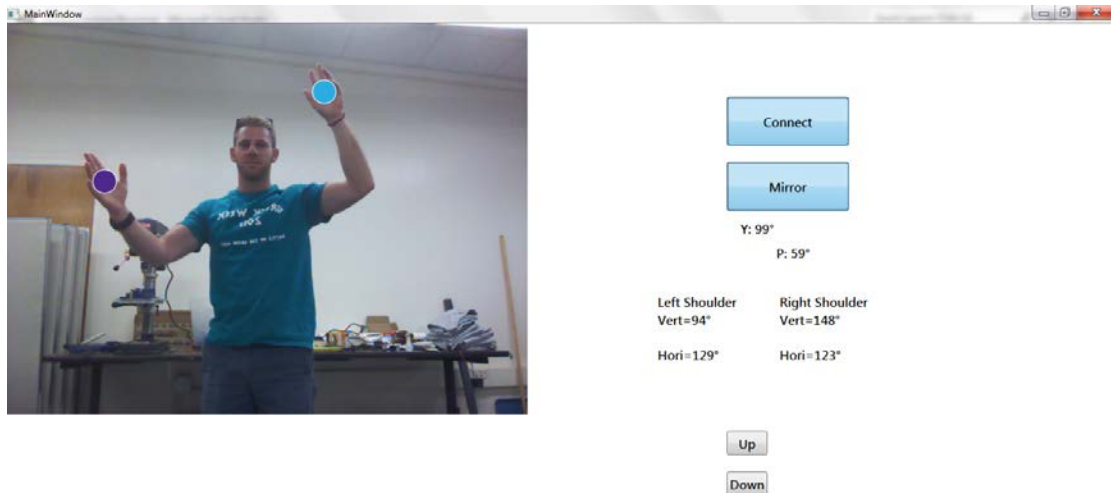 MainWindow
Connect
Mirror
Y: 99°
P: 59°
Left Shoulder Right Shoulder
Vert=94° Vert=148°
Hori=129° Hori=123°
Up
Down